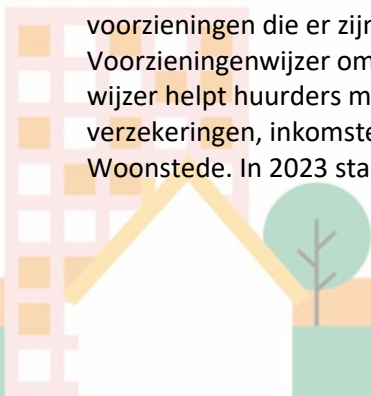 voorzieningen die er zijn
Voorzieningenwijzer om
wijzer helpt huurders m
verzekeringen, inkomste
Woonstede. In 2023 sta